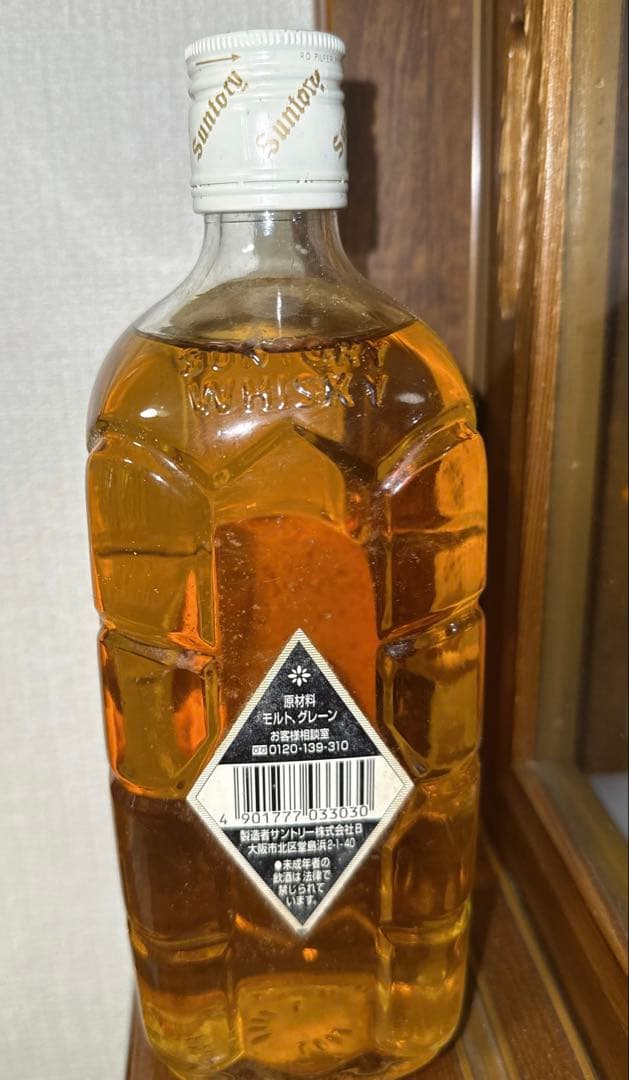 RO PILFER
Suntory Suntory
SUNTORY
WHISKY
原材料
モルト、グレーン
お客様相談室
0120-139-310
4 901777 033030
製造者サントリー株式会社B
大阪市北区堂島浜2-1-40
●未成年者の
飲酒は法律で
禁じられて
います。